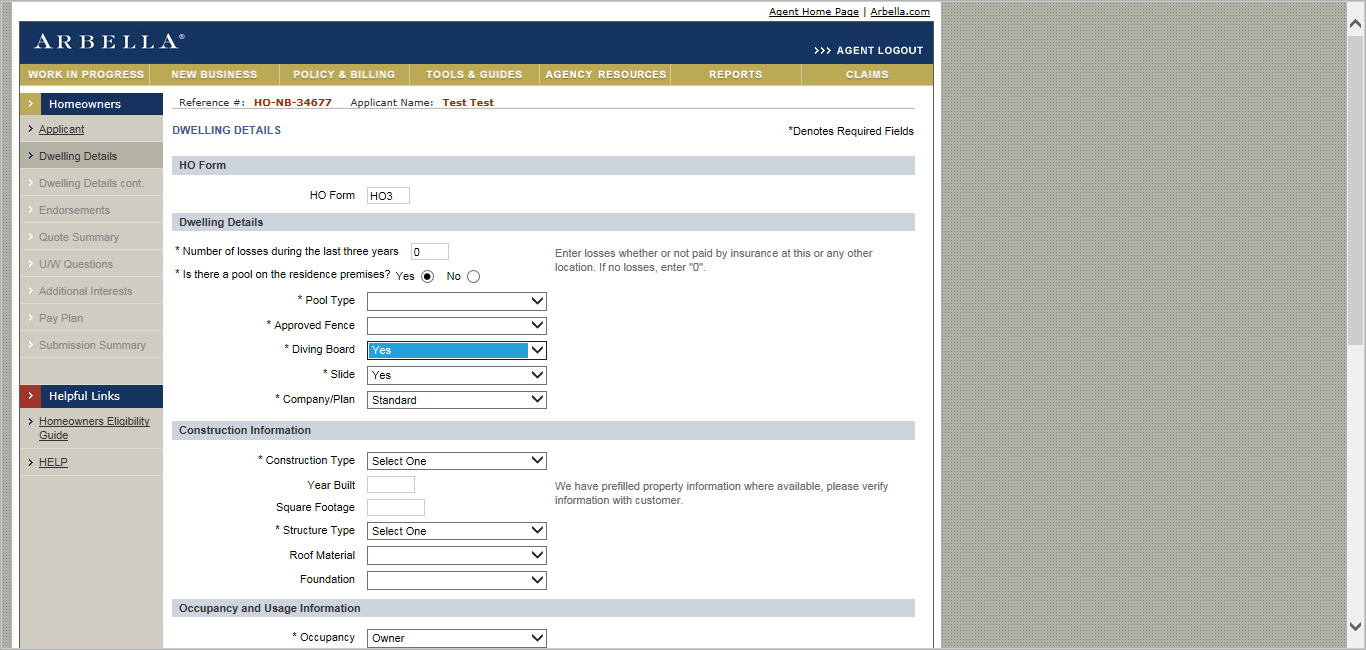 Agent Home Page | Arbella.com
ARBELLA®
>>> AGENT LOGOUT
WORK IN PROGRESS NEW BUSINESS POLICY & BILLING TOOLS & GUIDES AGENCY RESOURCES REPORTS CLAIMS
Homeowners
Applicant
Dwelling Details
Dwelling Details cont.
Endorsements
Quote Summary
U/W Questions
Additional Interests
Pay Plan
Submission Summary
Helpful Links
Homeowners Eligibility
Guide
HELP
Reference #: HO-NB-34677 Applicant Name: Test Test
DWELLING DETAILS
*Denotes Required Fields
HO Form
HO Form HO3
Dwelling Details
* Number of losses during the last three years 0
Enter losses whether or not paid by insurance at this or any other
location. If no losses, enter "0".
* Is there a pool on the residence premises? Yes No
* Pool Type
* Approved Fence
* Diving Board Yes
* Slide Yes
* Company/Plan Standard
Construction Information
* Construction Type Select One
Year Built
We have prefilled property information where available, please verify
information with customer.
Square Footage
* Structure Type Select One
Roof Material
Foundation
Occupancy and Usage Information
* Occupancy Owner